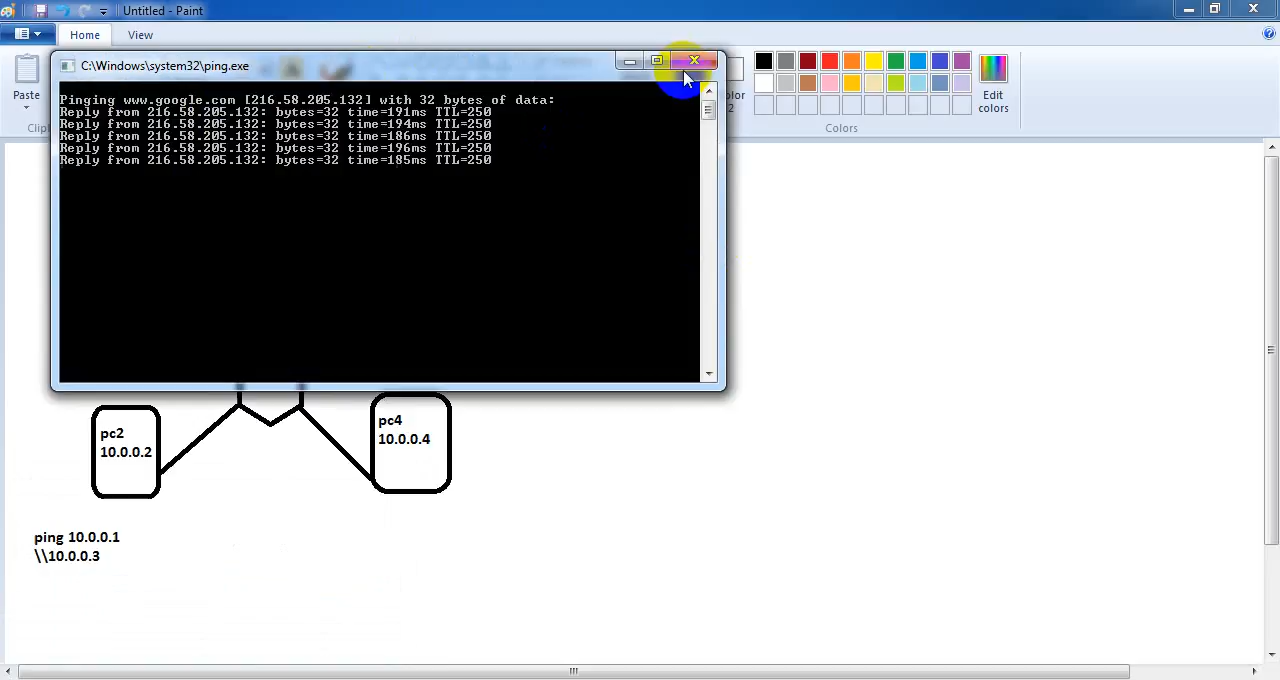 Untitled - Paint
Home
View
C:\Windows\system32\ping.exe
Paste
Edit
colors
Colors
Pinging www.google.com [216.58.205.132] with 32 bytes of data:
Reply from 216.58.205.132: bytes=32 time=191ms TTL=250
Reply from 216.58.205.132: bytes=32 time=194ms TTL=250
Reply from 216.58.205.132: bytes=32 time=186ms TTL=250
Reply from 216.58.205.132: bytes=32 time=196ms TTL=250
Reply from 216.58.205.132: bytes=32 time=185ms TTL=250
pc2
10.0.0.2
pc4
10.0.0.4
ping 10.0.0.1
\\10.0.0.3